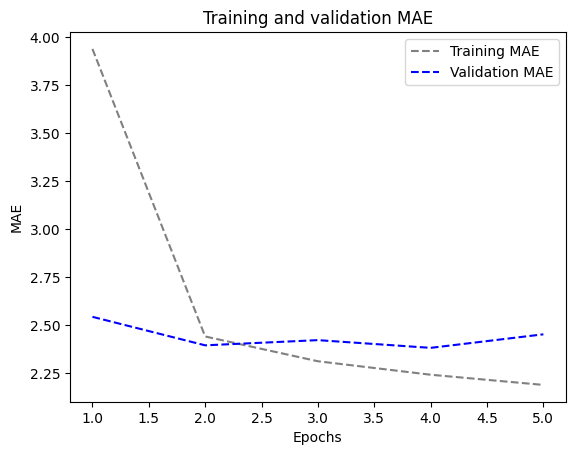 Training and validation MAE
Training MAE
Validation MAE
4.00
3.75
3.50
3.25
3.00
2.75
2.50
2.25
MAE
1.0 1.5 2.0 2.5 3.0 3.5 4.0 4.5 5.0
Epochs